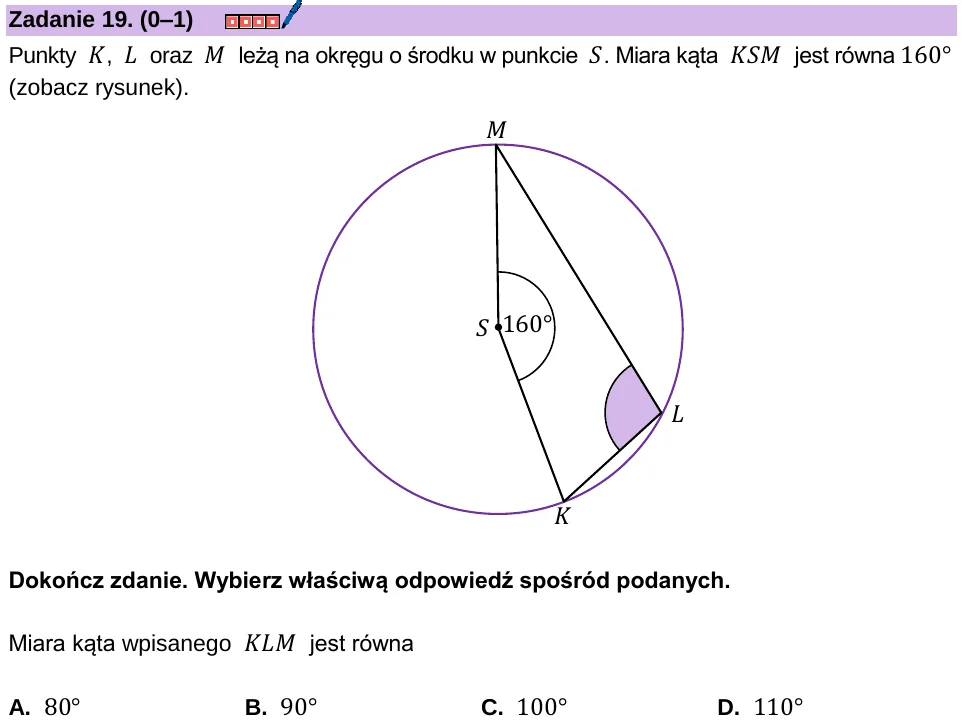 Zadanie 19. (0–1)
Punkty K, L oraz M leżą na okręgu o środku w punkcie S. Miara kąta KSM jest równa 160°
(zobacz rysunek).
M
S 160°
L
K
Dokończ zdanie. Wybierz właściwą odpowiedź spośród podanych.
Miara kąta wpisanego KLM jest równa
A. 80° B. 90° C. 100° D. 110°